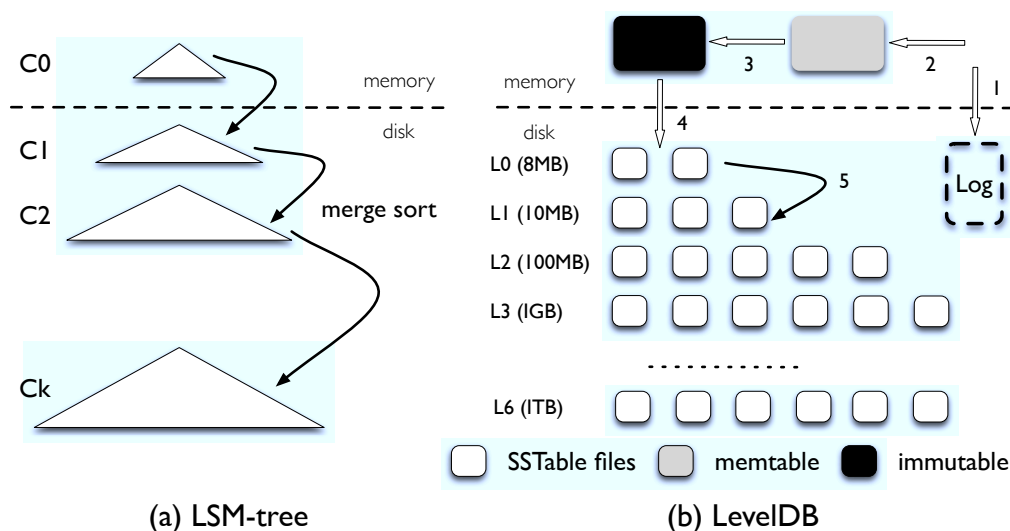 C0
memory
disk
C1
C2
merge sort
Ck
(a) LSM-tree
3
2
1
memory
4
disk
L0 (8MB)
5
Log
L1 (10MB)
L2 (100MB)
L3 (1GB)
L6 (1TB)
SSTable files
memtable
immutable
(b) LevelDB